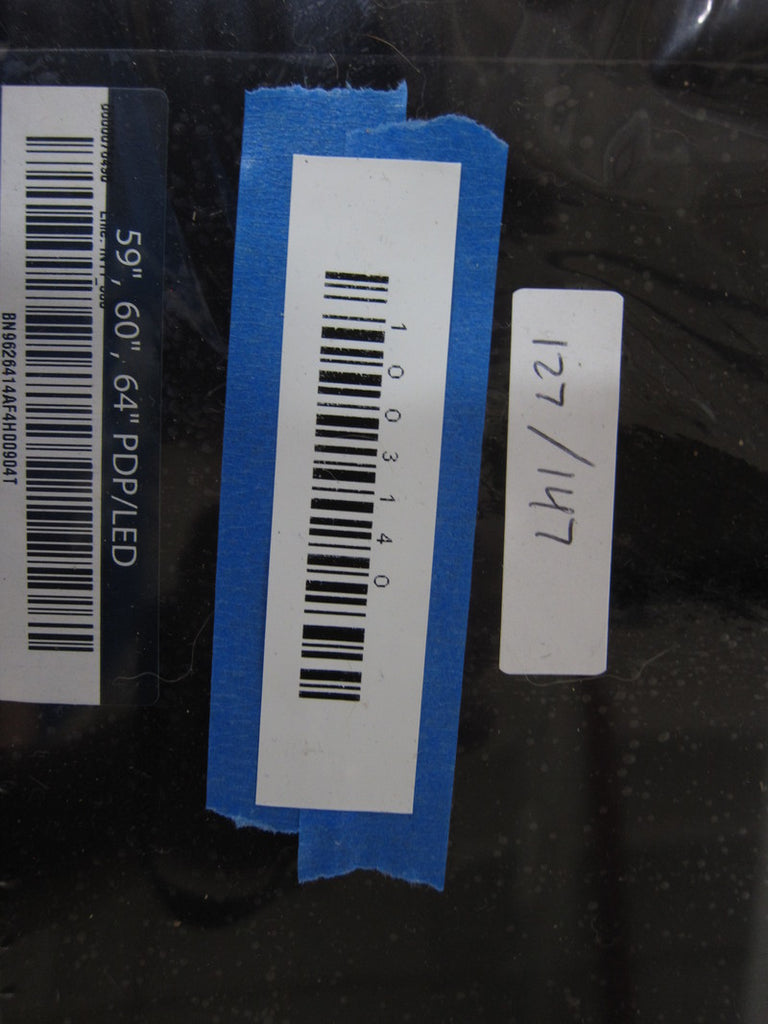 BN9626414AF4H00904T
59", 60", 64" PDP/LED
1003140
127/147